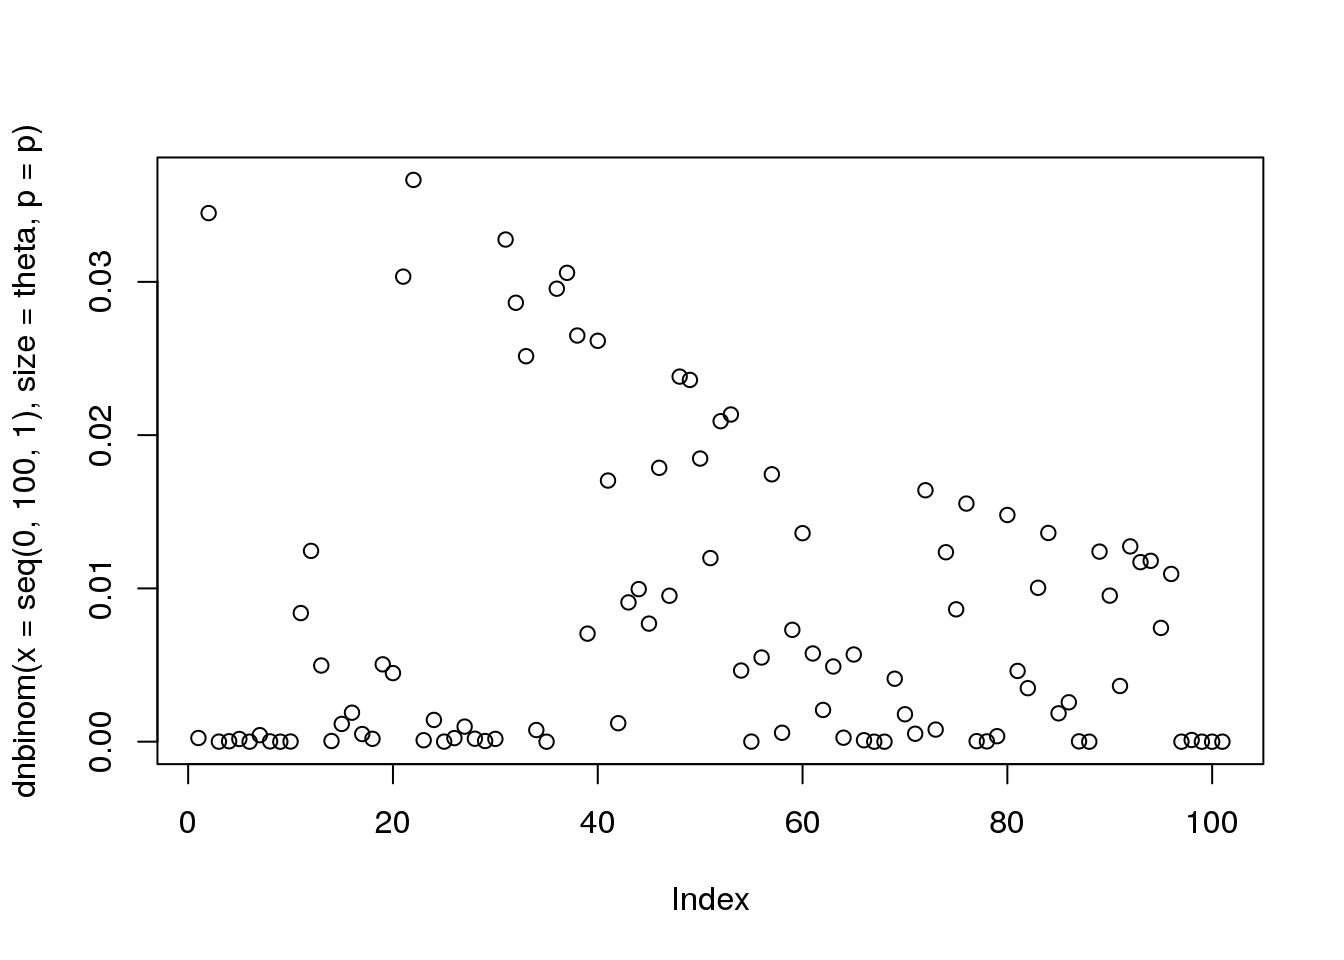 dnbinom(x = seq(0, 100, 1), size = theta, p = p)
0.03
0.02
0.01
0.00
0 20 40 60 80 100
Index